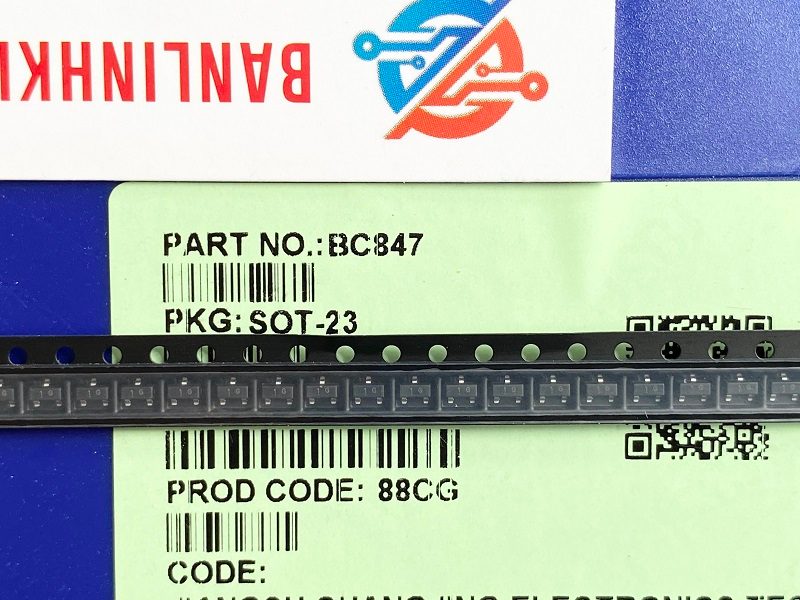 BANLINHK
PART NO.:BC847
PKG:SOT-23
PROD CODE: 88CG
CODE: